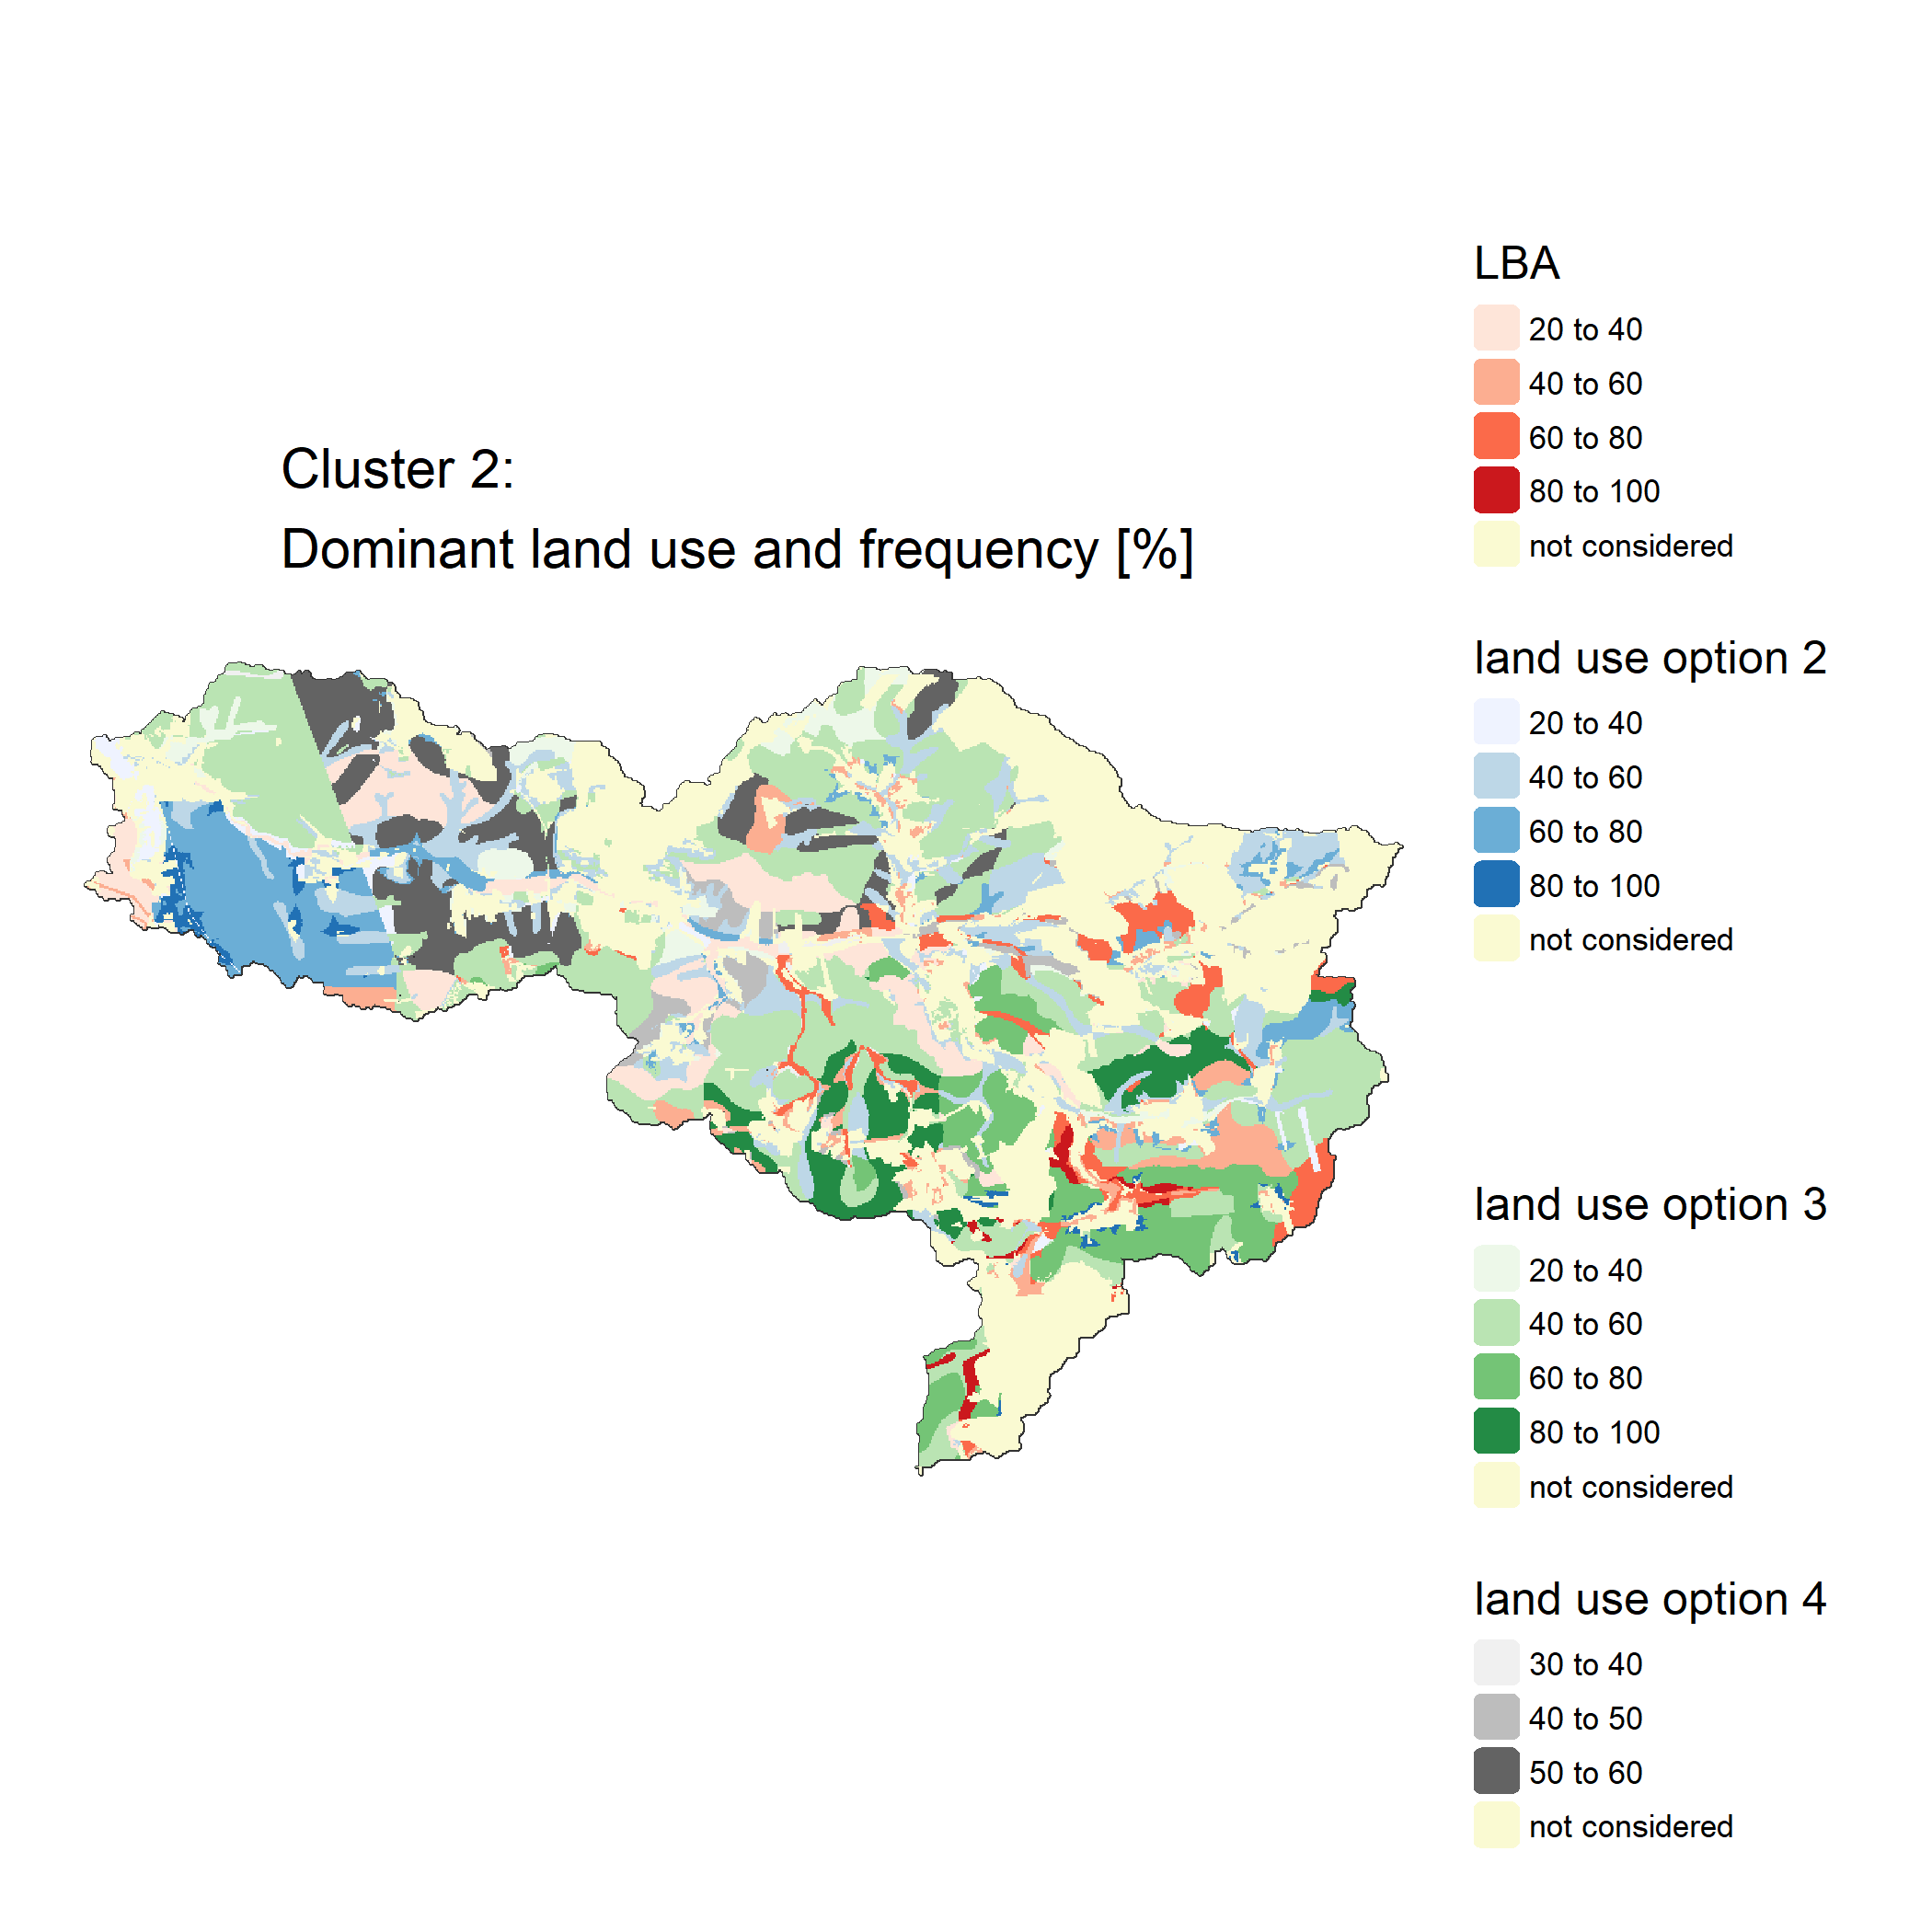 Cluster 2:
Dominant land use and frequency [%]
LBA
20 to 40
40 to 60
60 to 80
80 to 100
not considered
land use option 2
20 to 40
40 to 60
60 to 80
80 to 100
not considered
land use option 3
20 to 40
40 to 60
60 to 80
80 to 100
not considered
land use option 4
30 to 40
40 to 50
50 to 60
not considered